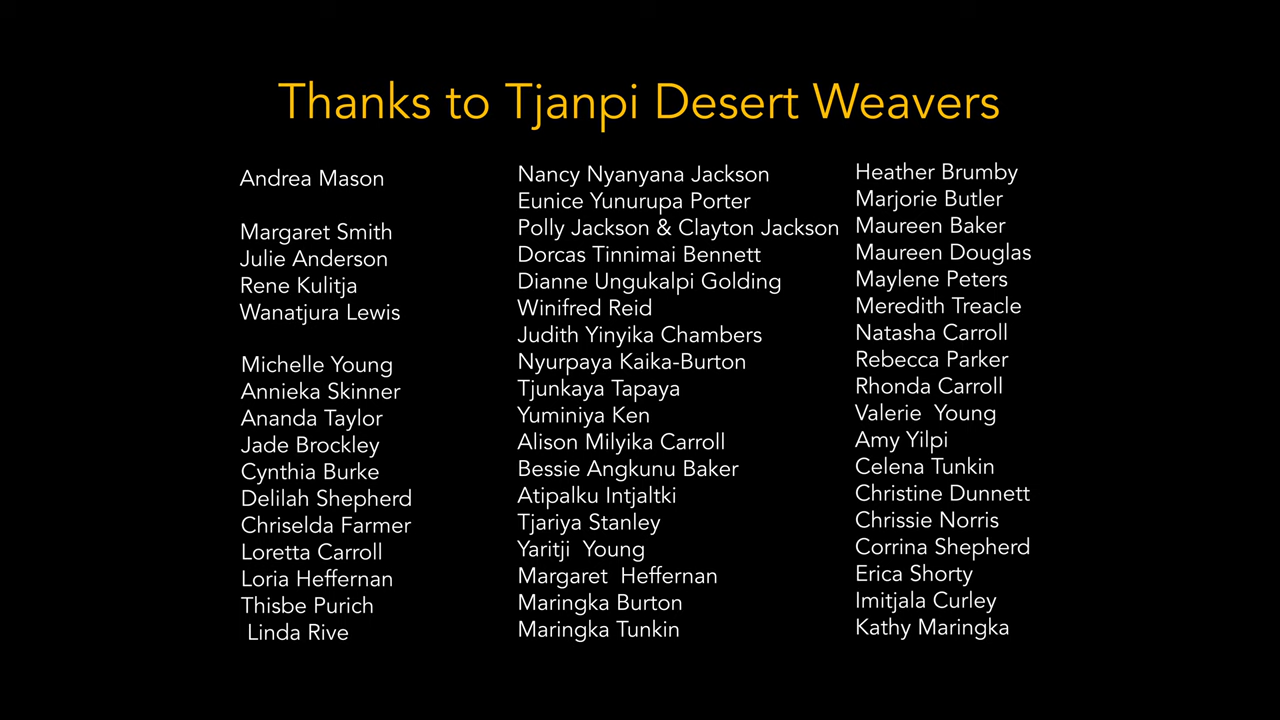 Thanks to Tjanpi Desert Weavers
Andrea Mason
Margaret Smith
Julie Anderson
Rene Kulitja
Wanatjura Lewis
Michelle Young
Annieka Skinner
Ananda Taylor
Jade Brockley
Cynthia Burke
Delilah Shepherd
Chriselda Farmer
Loretta Carroll
Loria Heffernan
Thisbe Purich
Linda Rive
Nancy Nyanyana Jackson
Eunice Yunurupa Porter
Polly Jackson & Clayton Jackson
Dorcas Tinnimai Bennett
Dianne Ungukalpi Golding
Winifred Reid
Judith Yinyika Chambers
Nyurpaya Kaika-Burton
Tjunkaya Tapaya
Yuminiya Ken
Alison Milyika Carroll
Bessie Angkunu Baker
Atipalku Intjaltki
Tjariya Stanley
Yaritji  Young
Margaret  Heffernan
Maringka Burton
Maringka Tunkin
Heather Brumby
Marjorie Butler
Maureen Baker
Maureen Douglas
Maylene Peters
Meredith Treacle
Natasha Carroll
Rebecca Parker
Rhonda Carroll
Valerie  Young
Amy Yilpi
Celena Tunkin
Christine Dunnett
Chrissie Norris
Corrina Shepherd
Erica Shorty
Imitjala Curley
Kathy Maringka